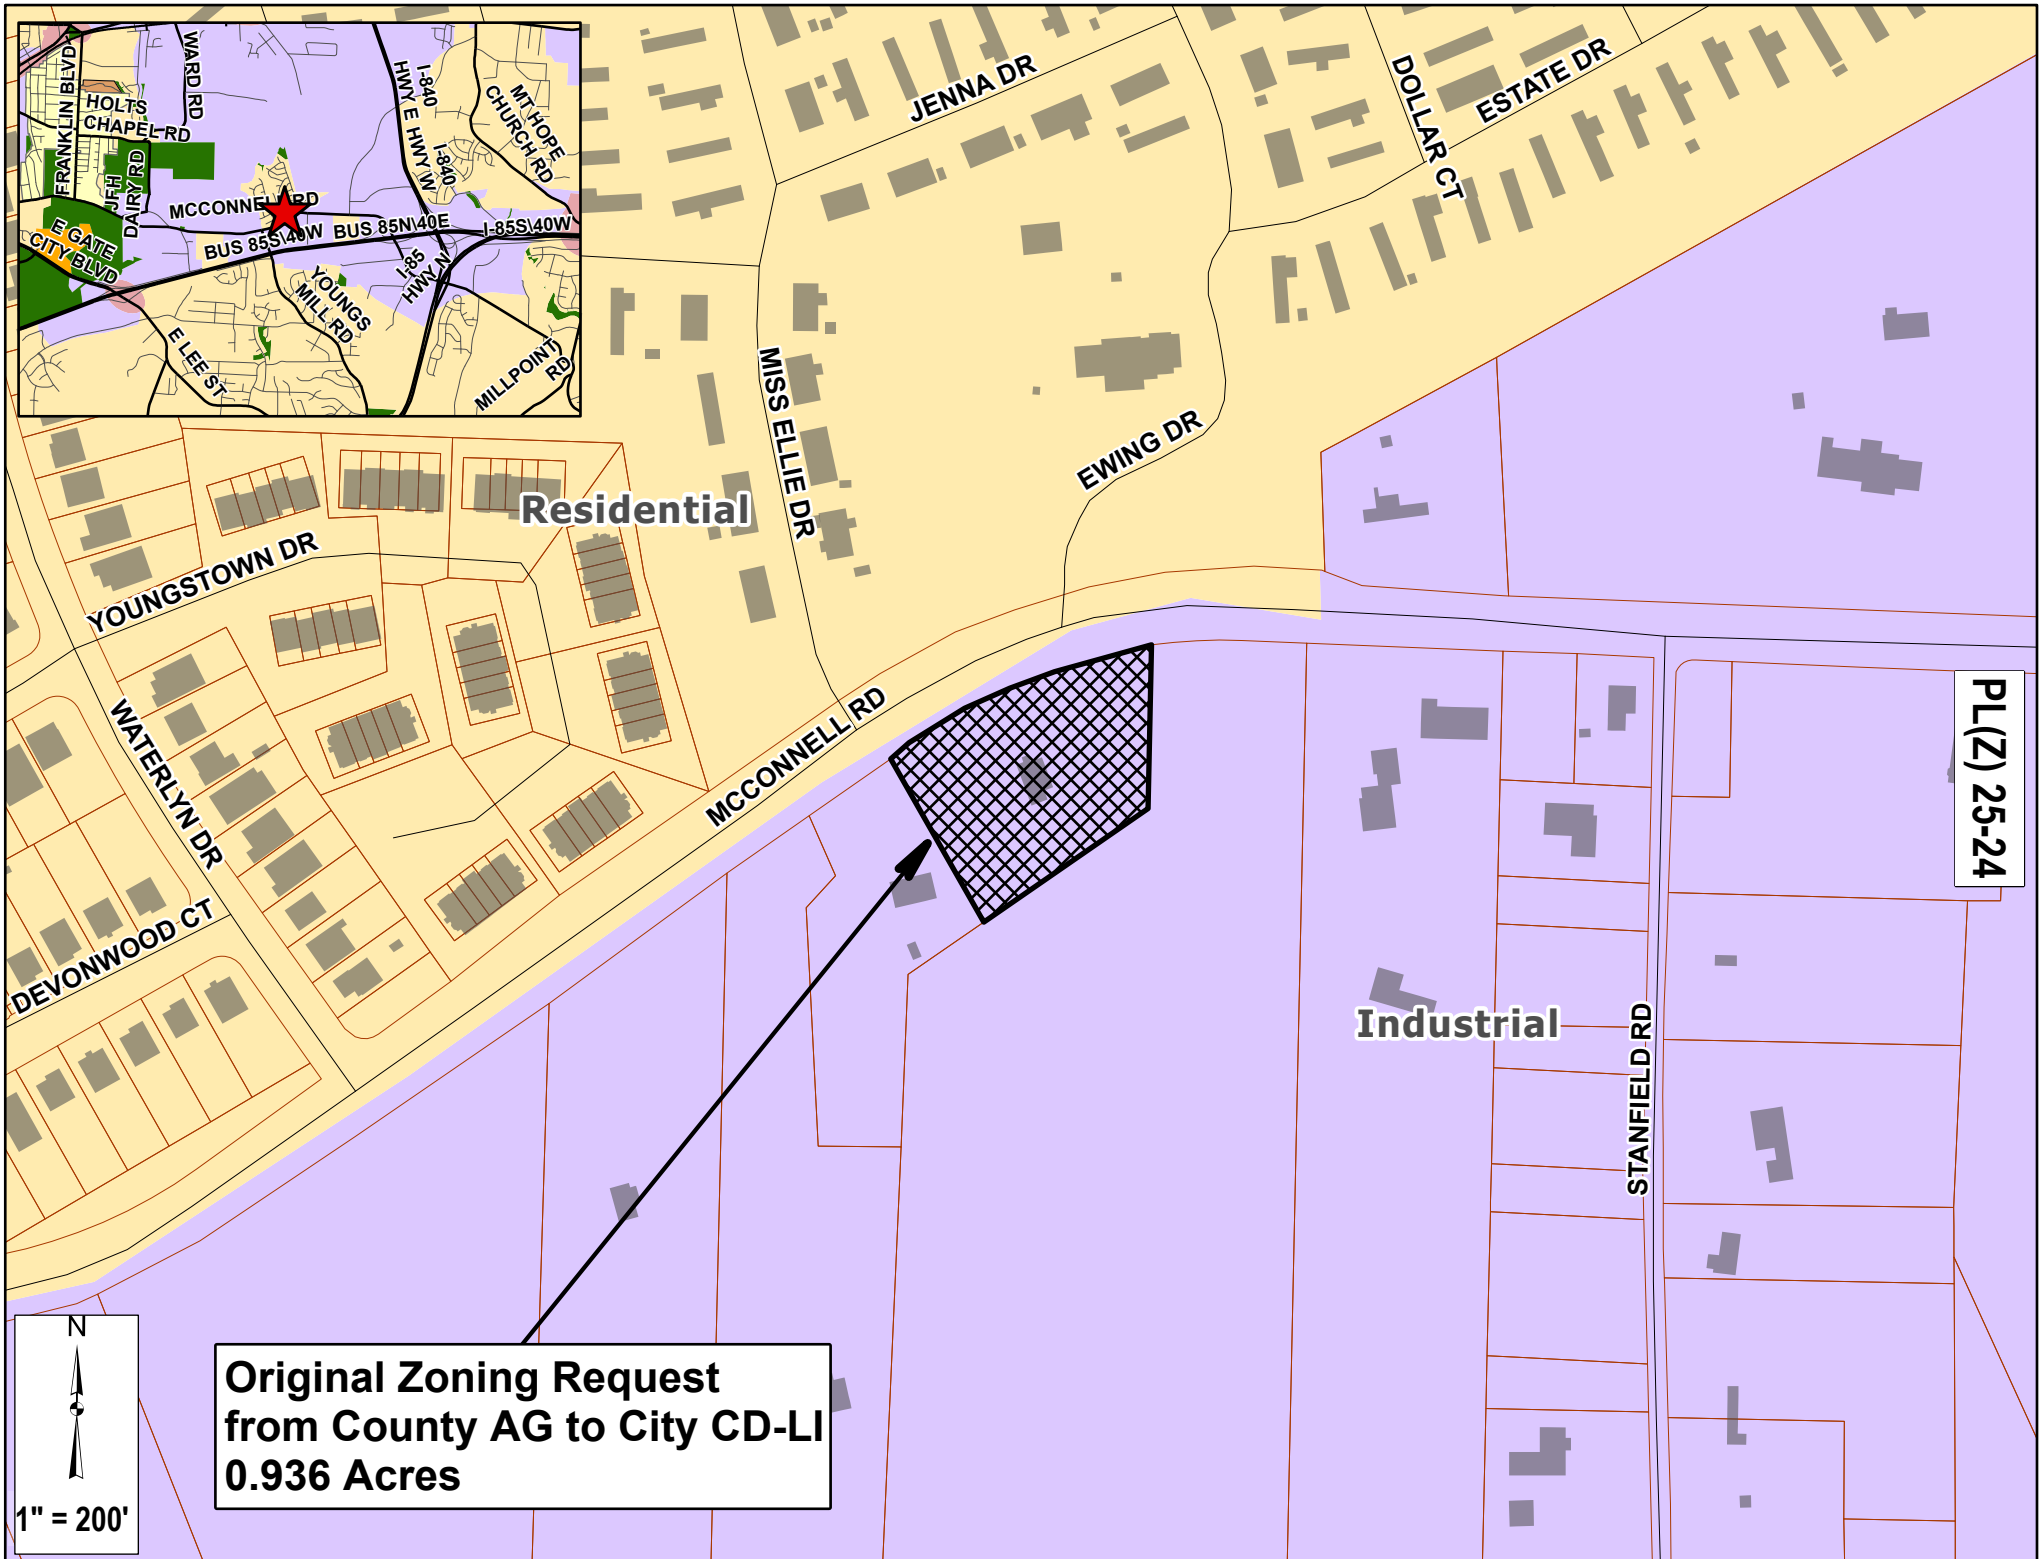 FRANKLIN BLVD
WARD RD
HOLTS
CHAPEL RD
JFH
DAIRY RD
MCCONNELL RD
E GATE
CITY BLVD
BUS 85S\40W
BUS 85N\40E
I-85S\40W
I-840
HWY E HWY W
I-840
MT HOPE
CHURCH RD
I-85
HWY N
YOUNGS
MILL RD
E LEE ST
MILLPOINT
RD
JENNA DR
DOLLAR CT
ESTATE DR
MISS ELLIE DR
EWING DR
Residential
YOUNGSTOWN DR
WATERLYN DR
MCCONNELL RD
DEVONWOOD CT
PL(Z) 25-24
Industrial
STANFIELD RD
N
1" = 200'
Original Zoning Request
from County AG to City CD-LI
0.936 Acres